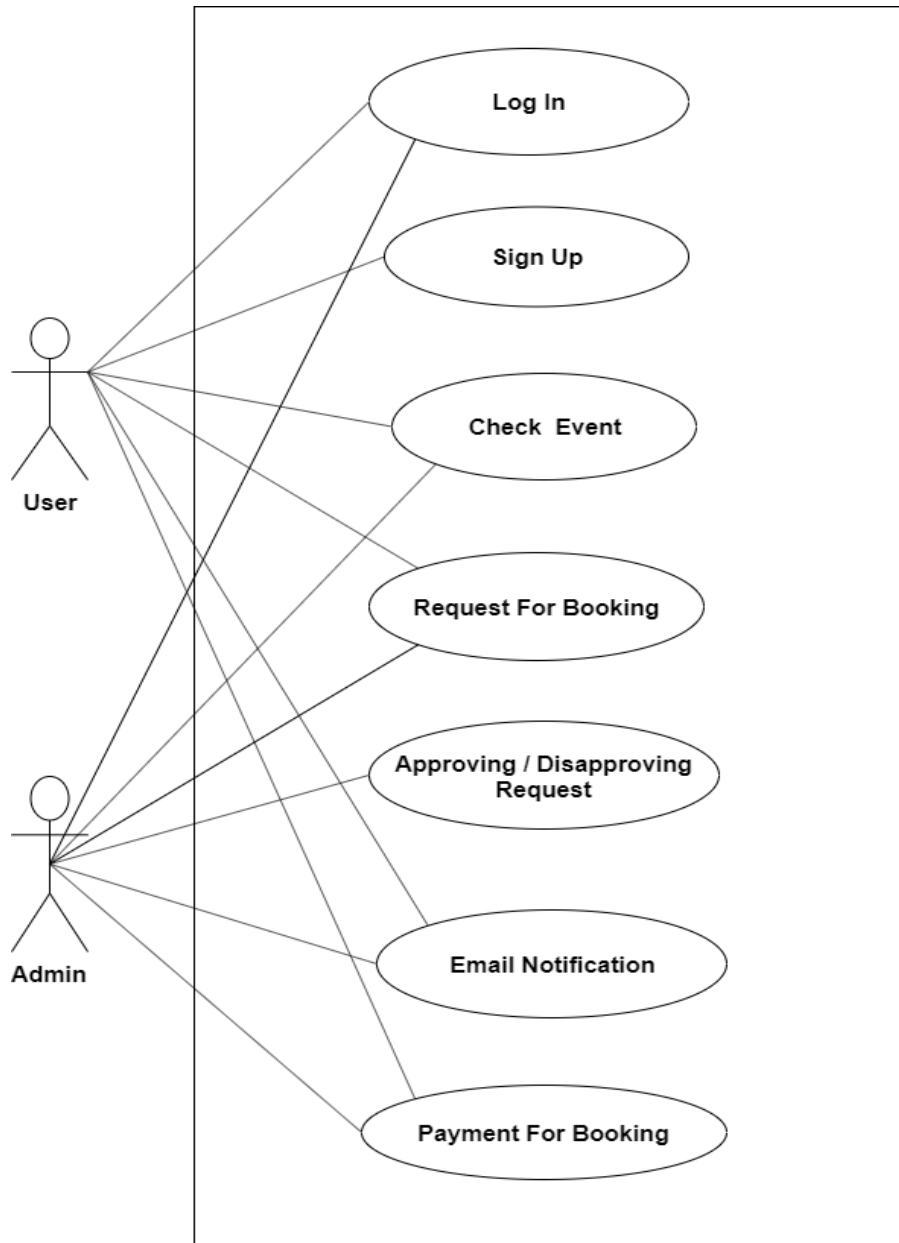 Log In
Sign Up
Check  Event
User
Request For Booking
Approving / Disapproving
Request
Email Notification
Admin
Payment For Booking